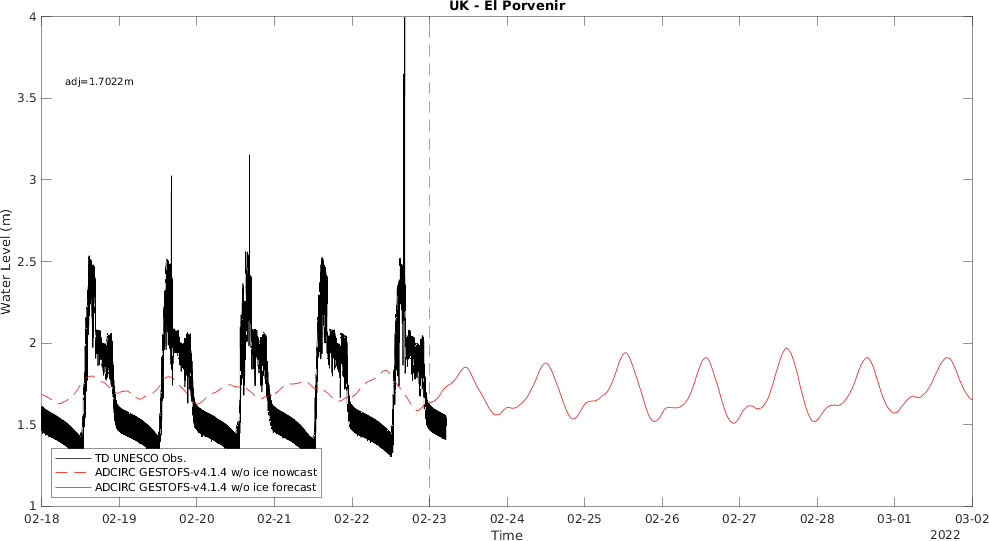 UK - El Porvenir
adj=1.7022m
4
3.5
3
2.5
2
1.5
1
Water Level (m)
TD UNESCO Obs.
ADCIRC GESTOFS-v4.1.4 w/o ice nowcast
ADCIRC GESTOFS-v4.1.4 w/o ice forecast
02-18 02-19 02-20 02-21 02-22 02-23 02-24 02-25 02-26 02-27 02-28 03-01 03-02
Time
2022